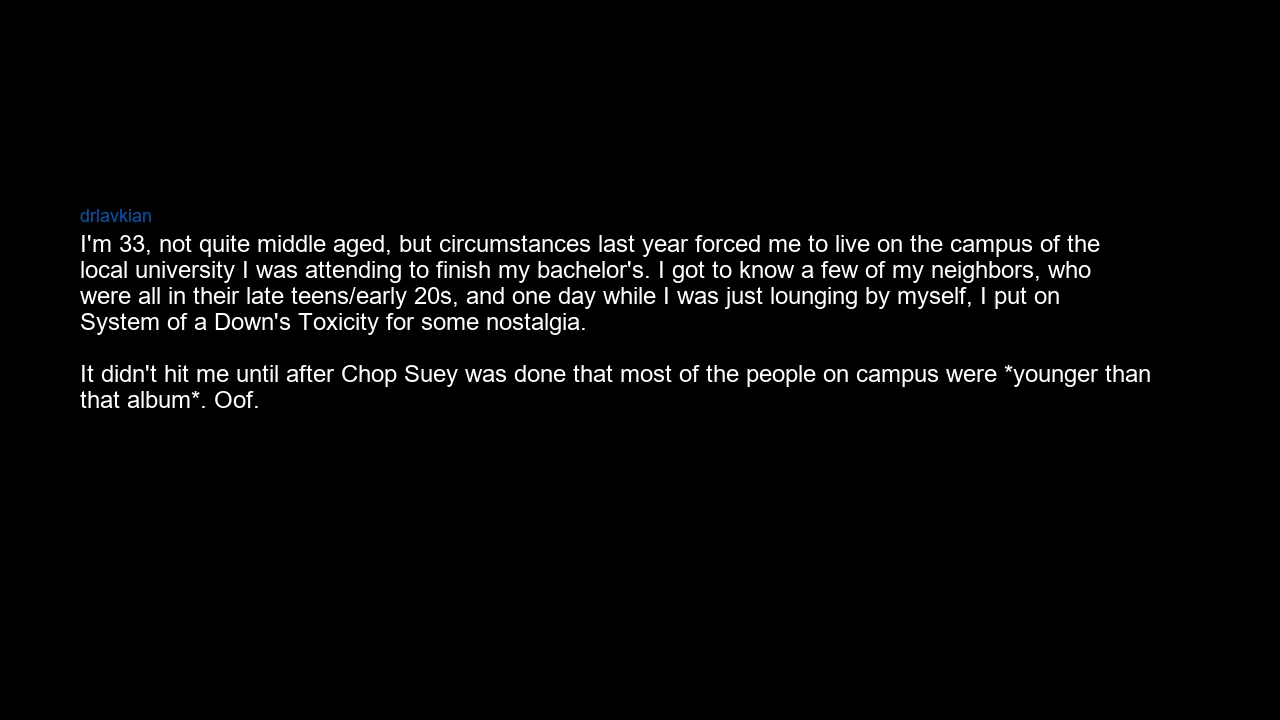 drlavkian
I'm 33, not quite middle aged, but circumstances last year forced me to live on the campus of the
local university I was attending to finish my bachelor's. I got to know a few of my neighbors, who
were all in their late teens/early 20s, and one day while I was just lounging by myself, I put on
System of a Down's Toxicity for some nostalgia.
It didn't hit me until after Chop Suey was done that most of the people on campus were *younger than
that album*. Oof.